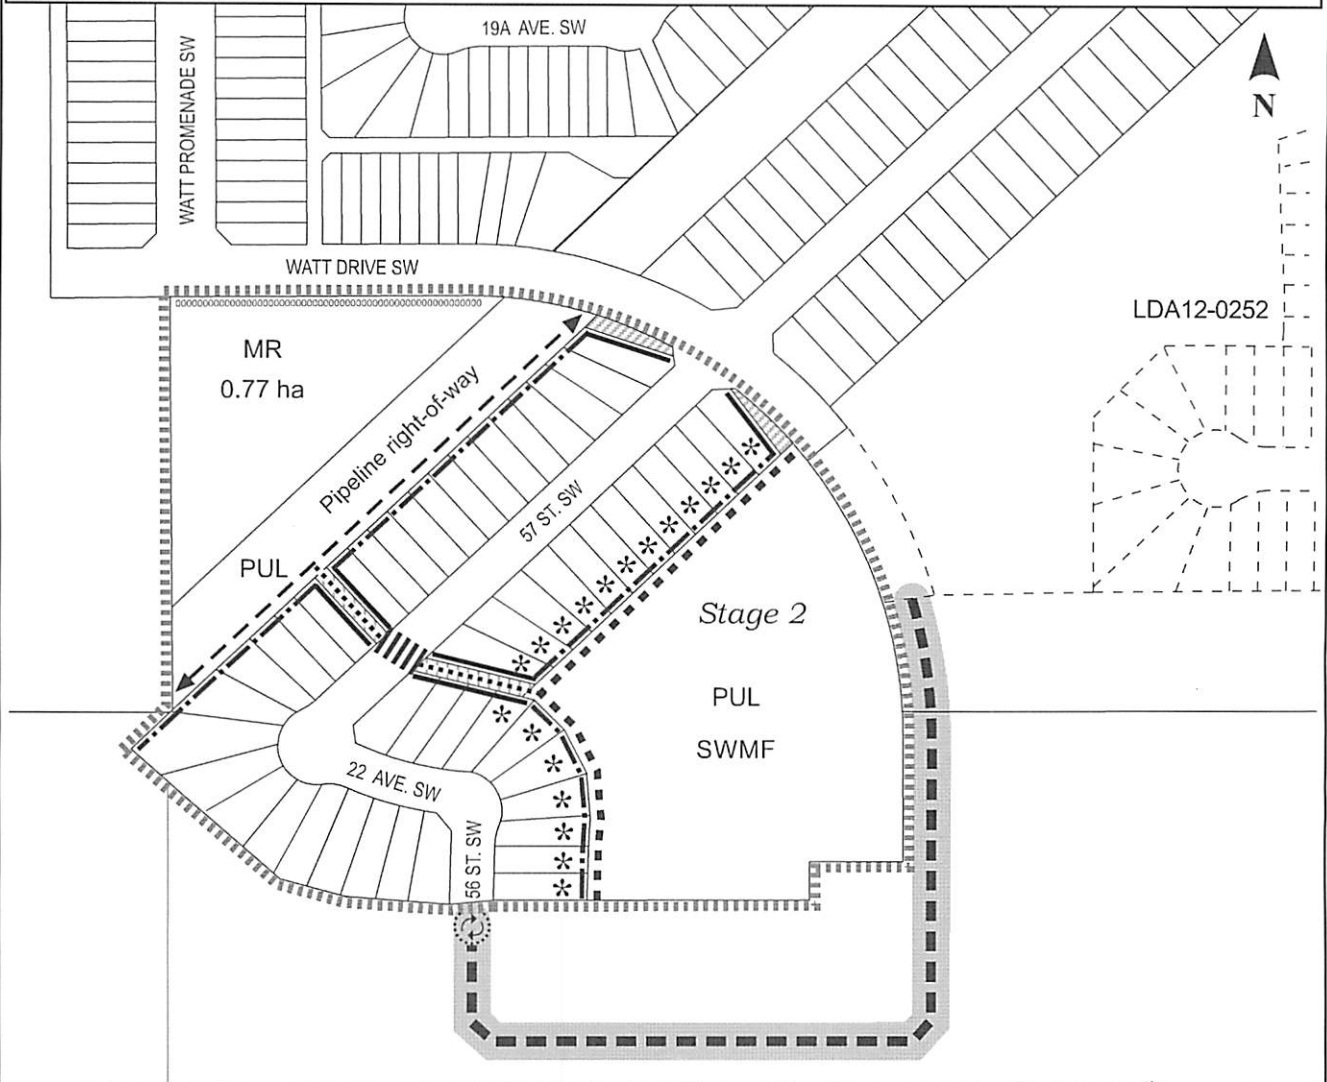 19A AVE. SW
WATT PROMENADE SW
N
WATT DRIVE SW
LDA12-0252
MR
0.77 ha
Pipeline right-of-way
57 ST. SW
PUL
Stage 2
PUL
SWMF
22 AVE. SW
56 ST. SW